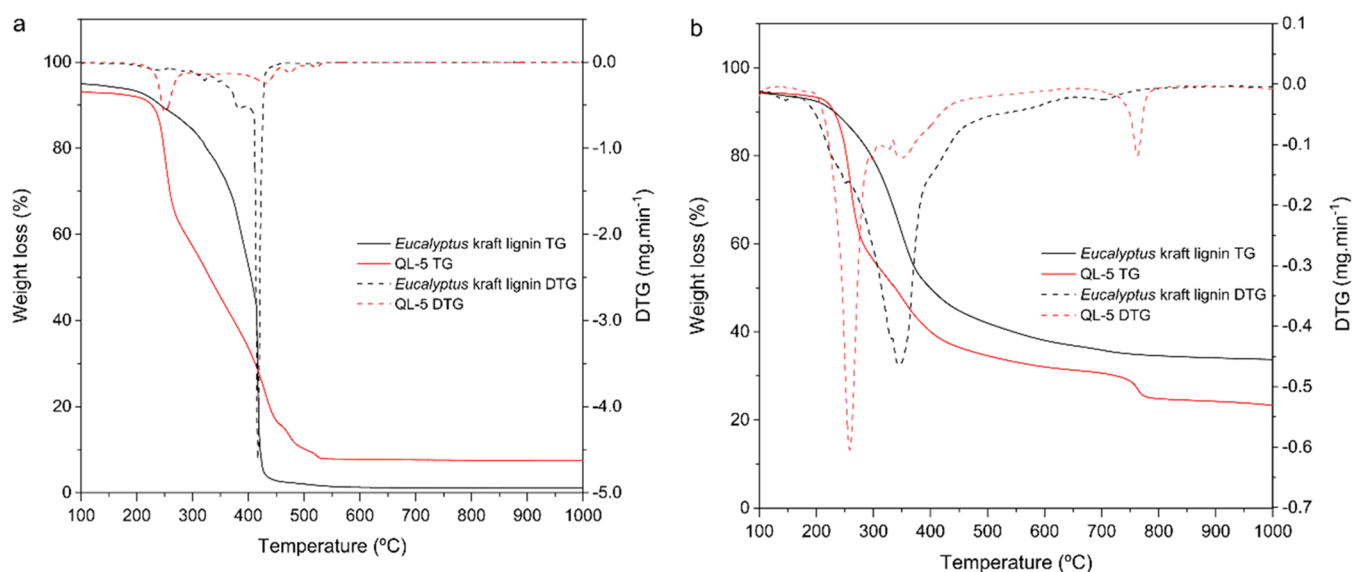 a
100
80
60
40
20
0
Weight loss (%)
0.0
-1.0
-2.0
-3.0
-4.0
-5.0
DTG (mg.min⁻¹)
Eucalyptus kraft lignin TG
QL-5 TG
Eucalyptus kraft lignin DTG
QL-5 DTG
100 200 300 400 500 600 700 800 900 1000
Temperature (ºC)
b
100
80
60
40
20
0
Weight loss (%)
0.1
0.0
-0.1
-0.2
-0.3
-0.4
-0.5
-0.6
-0.7
DTG (mg.min⁻¹)
Eucalyptus kraft lignin TG
QL-5 TG
Eucalyptus kraft lignin DTG
QL-5 DTG
100 200 300 400 500 600 700 800 900 1000
Temperature (ºC)